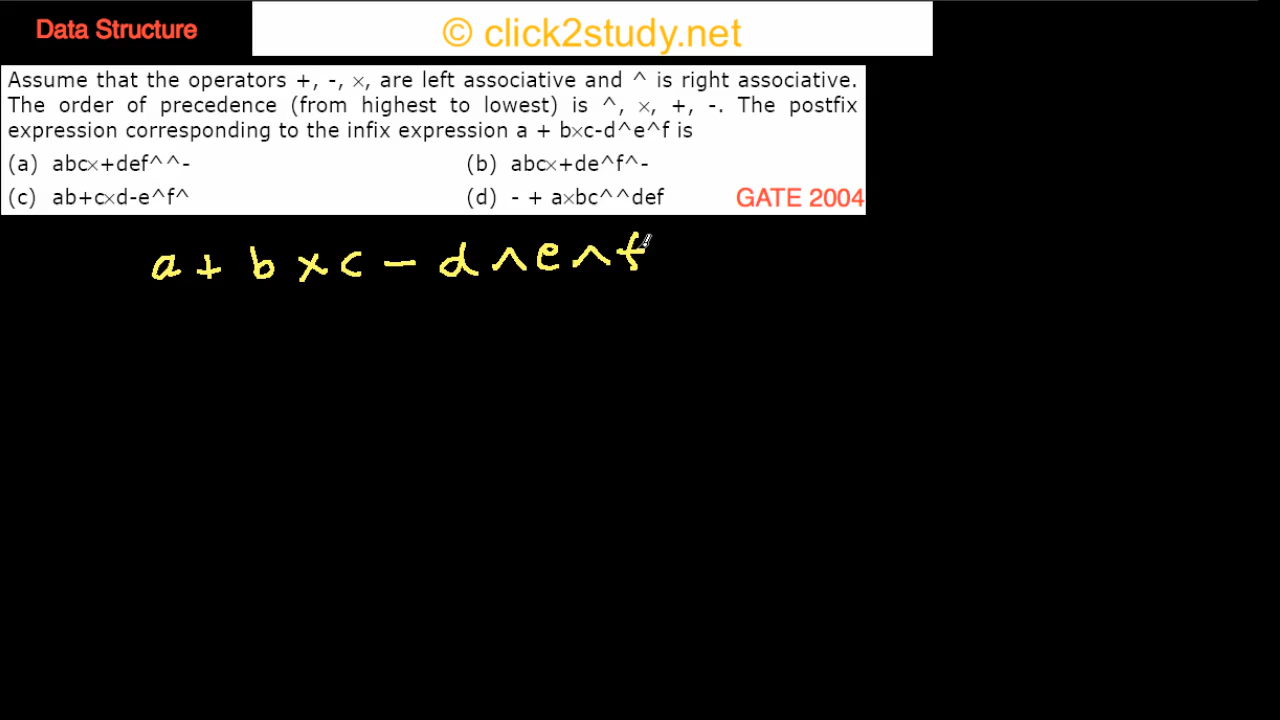 Data Structure
© click2study.net
Assume that the operators +, -, ×, are left associative and ^ is right associative.
The order of precedence (from highest to lowest) is ^, ×, +, -. The postfix
expression corresponding to the infix expression a + b×c-d^e^f is
(a) abc×+def^^- (b) abc×+de^f^-
(c) ab+c×d-e^f^ (d) - + a×bc^^def GATE 2004
a + b × c - d ^ e ^ f